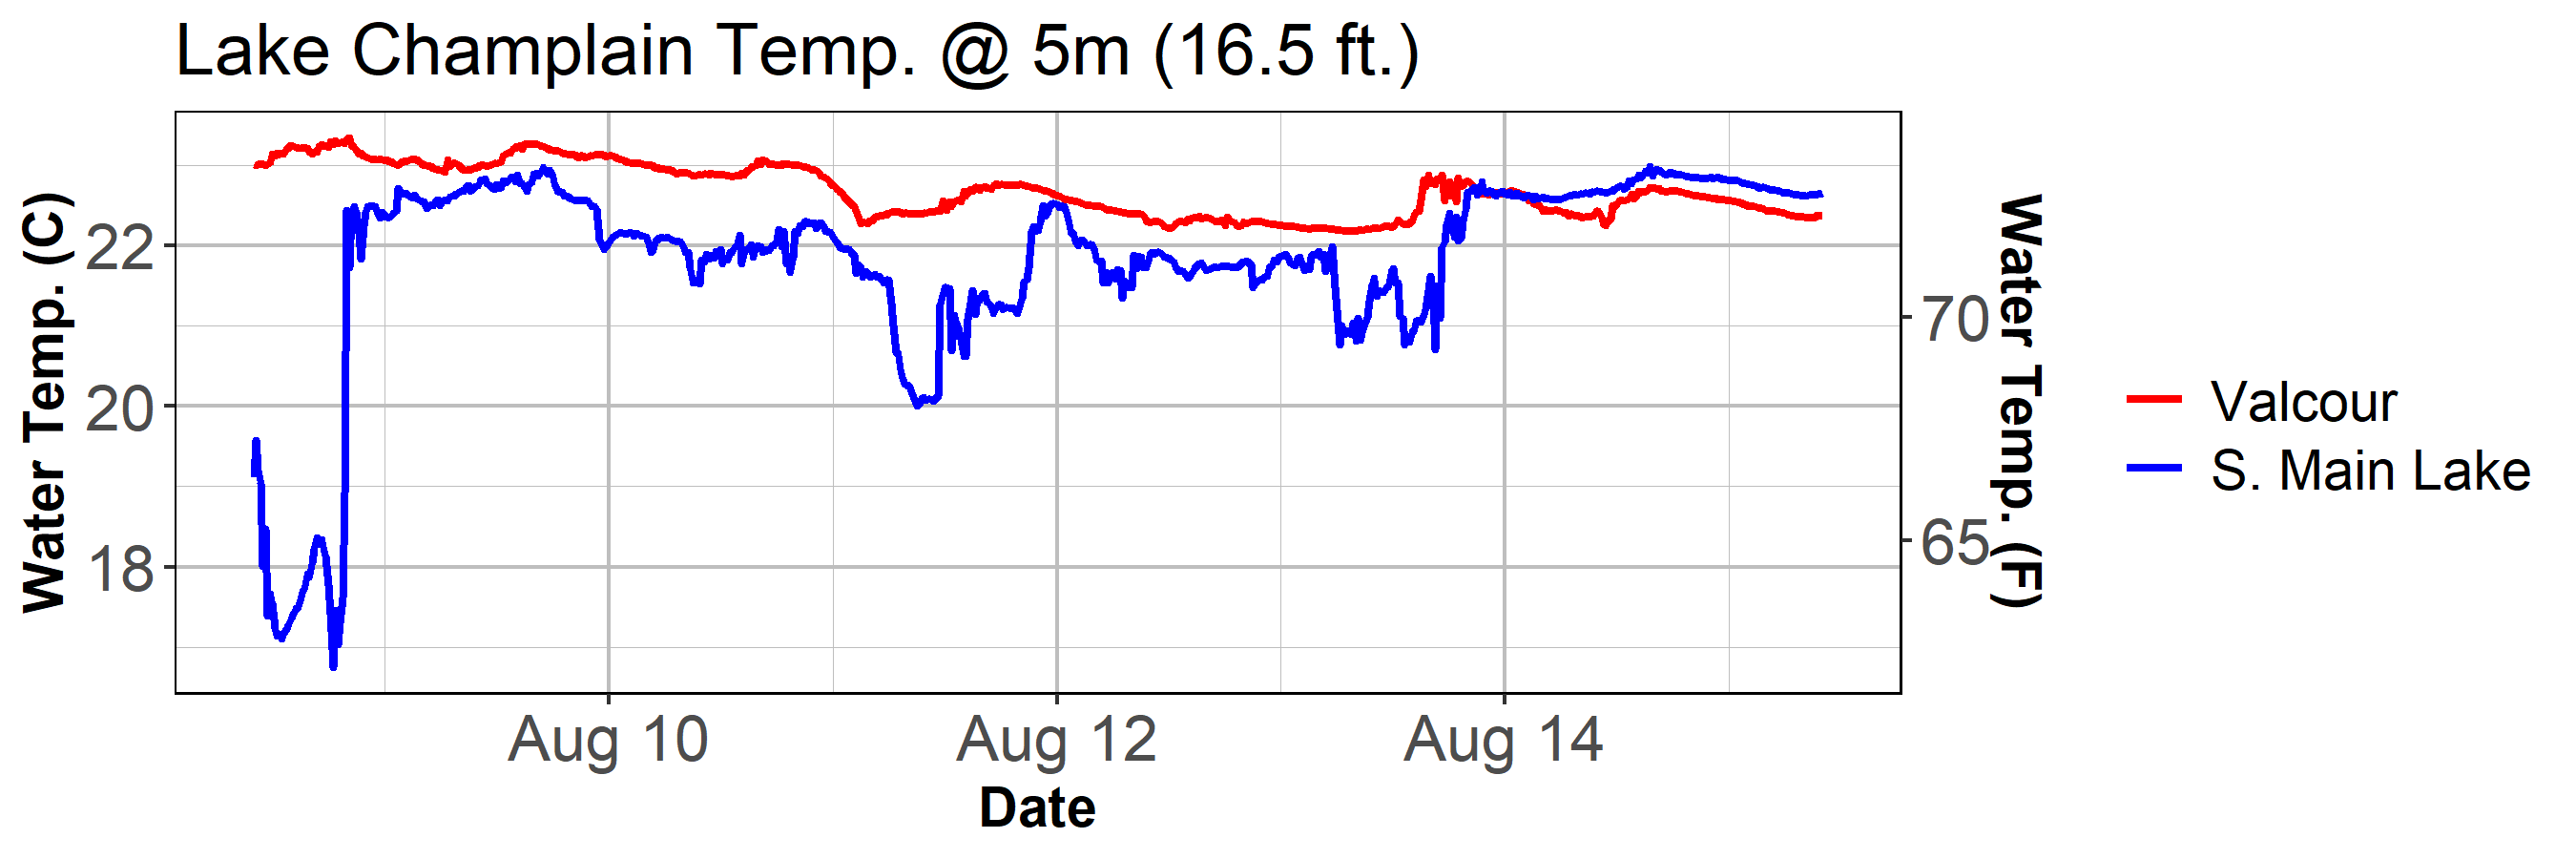 Lake Champlain Temp. @ 5m (16.5 ft.)
Water Temp. (C)
22
20
18
70
65
Water Temp. (F)
Valcour
S. Main Lake
Aug 10
Aug 12
Aug 14
Date